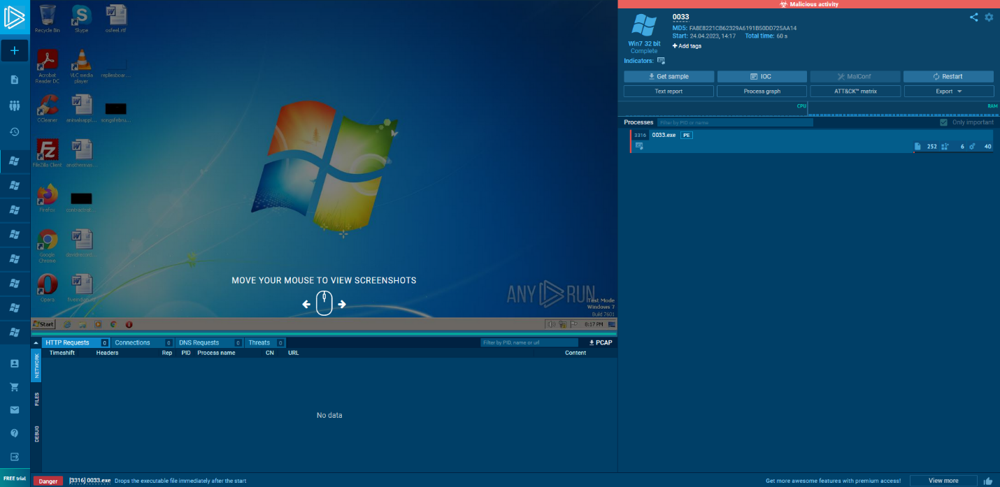 Recycle Bin
Skype
osfeel.rtf
Acrobat Reader DC
VLC media player
repliesboar...
CCleaner
animalsappl...
songsfebru...
FileZilla Client
anothermas...
Firefox
contractcat...
Google Chrome
davidrecord...
Opera
fiveindian.rtf
MOVE YOUR MOUSE TO VIEW SCREENSHOTS
ANY RUN
Test Mode
Windows 7
Build 7601
Start
8:17 PM
HTTP Requests 0
Connections 0
DNS Requests 0
Threats 0
Filter by PID, name or url
PCAP
Timeshift Headers Rep PID Process name CN URL Content
NETWORK
FILES
DEBUG
No data
FREE trial
Danger [3316] 0033.exe Drops the executable file immediately after the start
Malicious activity
Win7 32 bit
Complete
0033
MD5: FA8E8221CB62329A6191B50DD725AA14
Start: 24.04.2023, 14:17 Total time: 60 s
Add tags
Indicators:
Get sample
IOC
MalConf
Restart
Text report
Process graph
ATT&CK™ matrix
Export
CPU
RAM
Processes
Filter by PID or name
Only important
3316 0033.exe PE
252 6 40
Get more awesome features with premium access!
View more